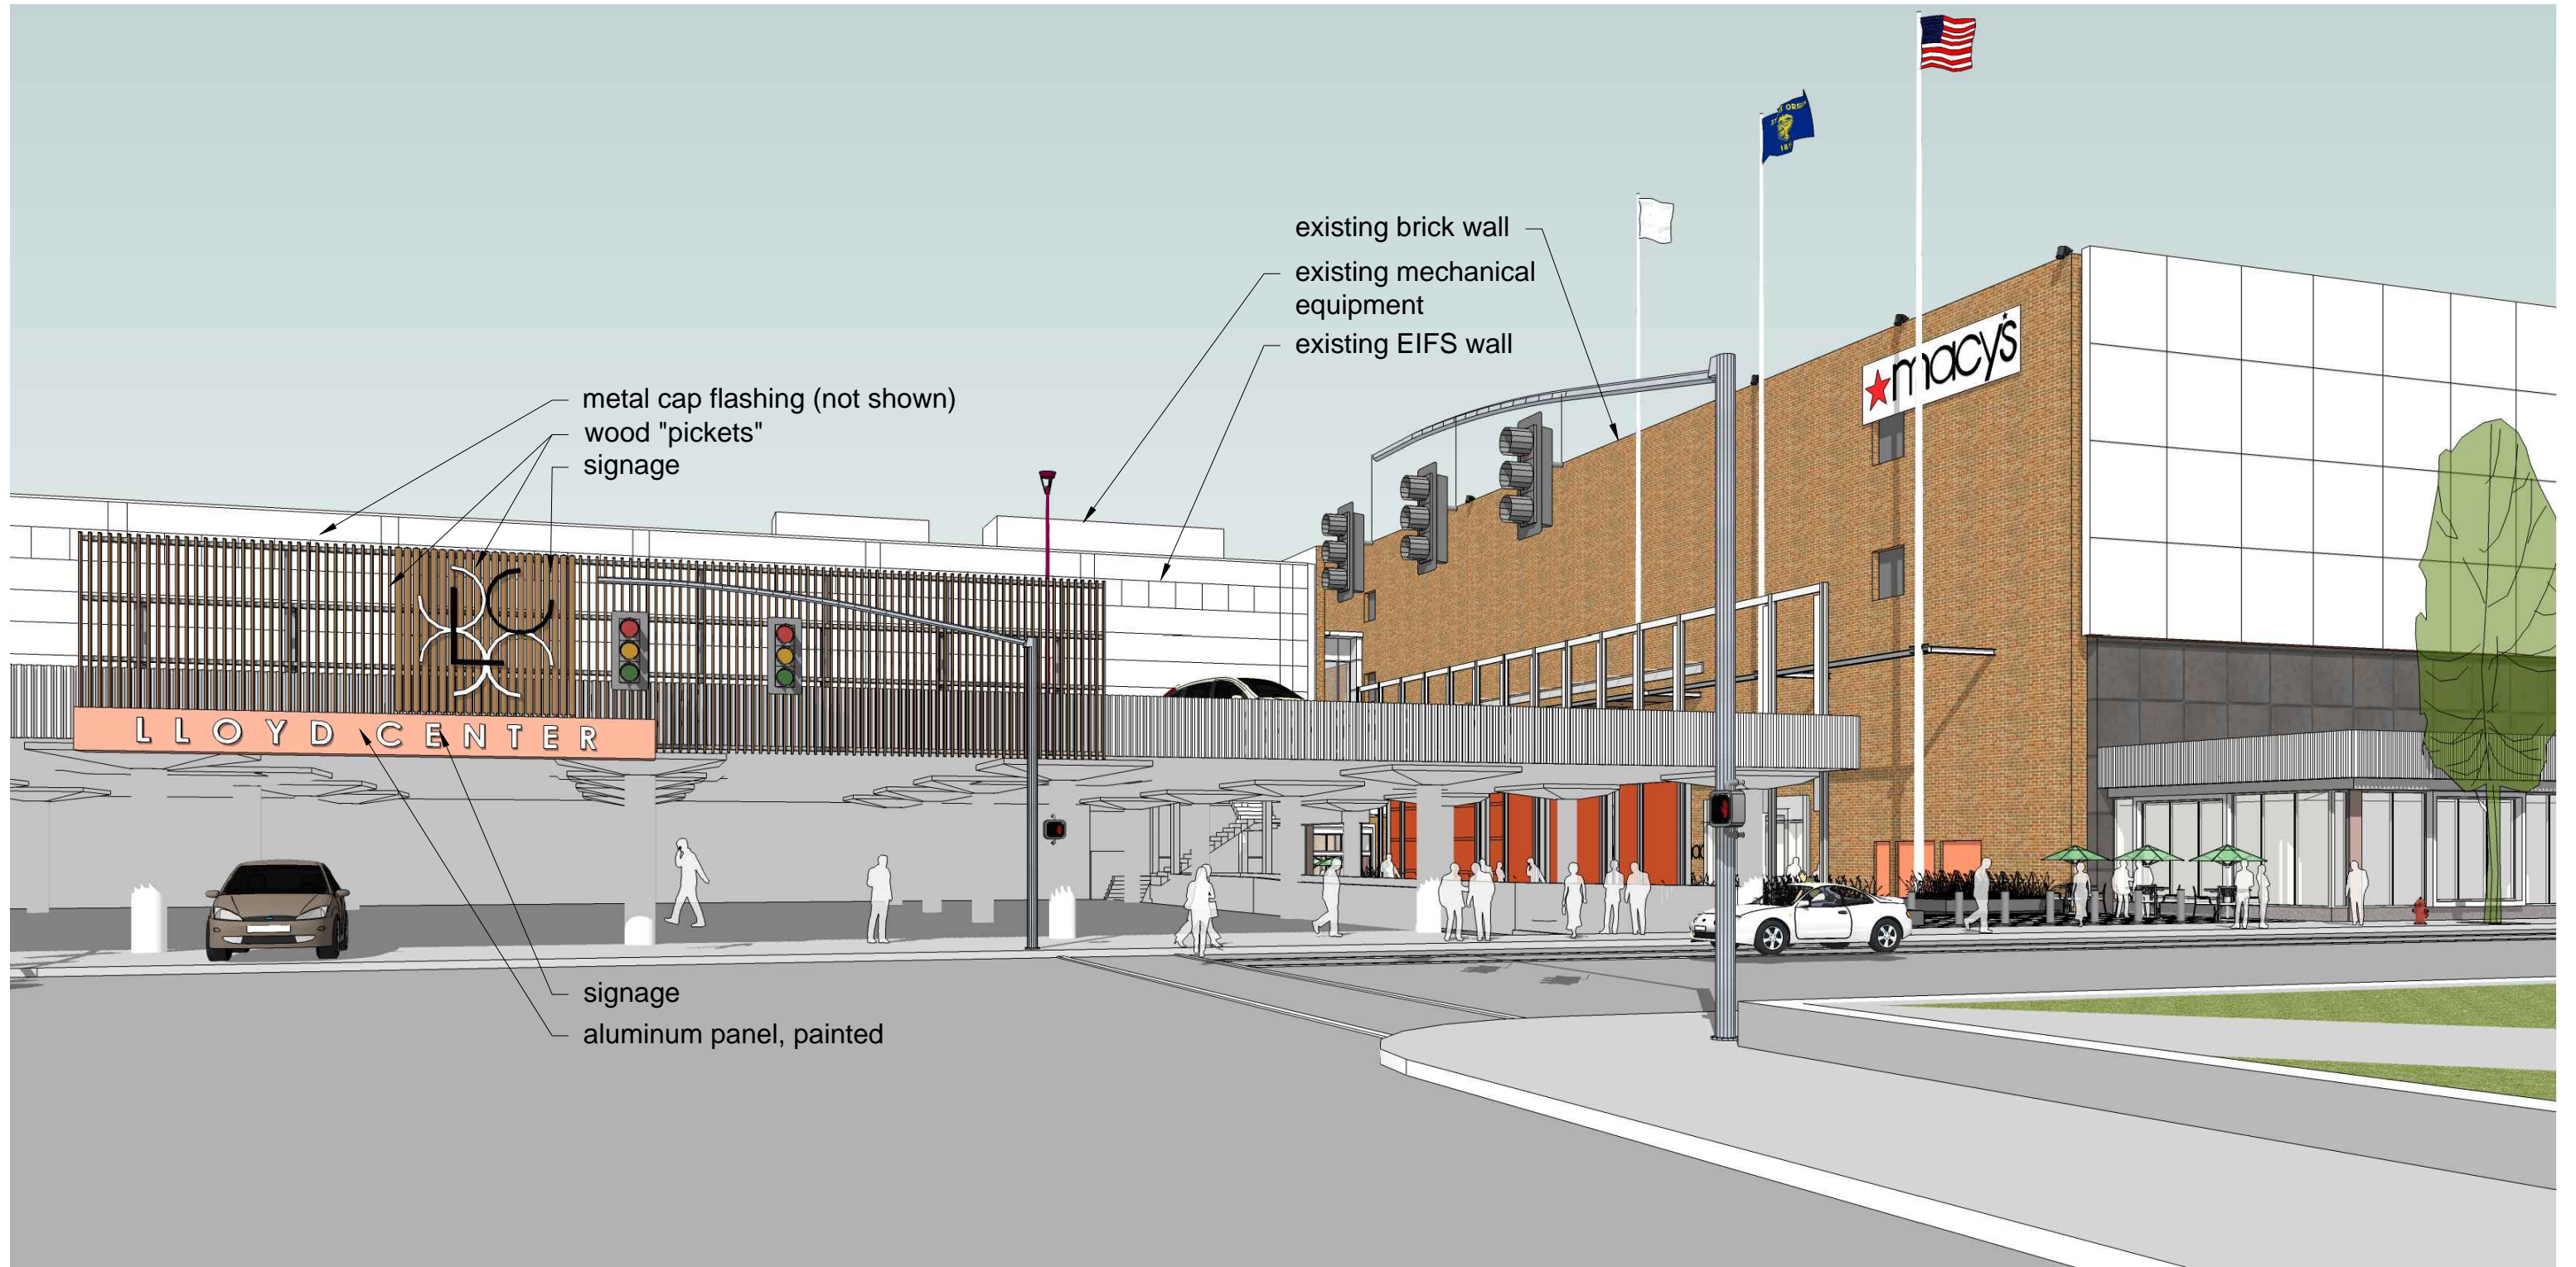 existing brick wall
existing mechanical
equipment
existing EIFS wall
metal cap flashing (not shown)
wood "pickets"
signage
★macy's
LC
LLOYD CENTER
signage
aluminum panel, painted